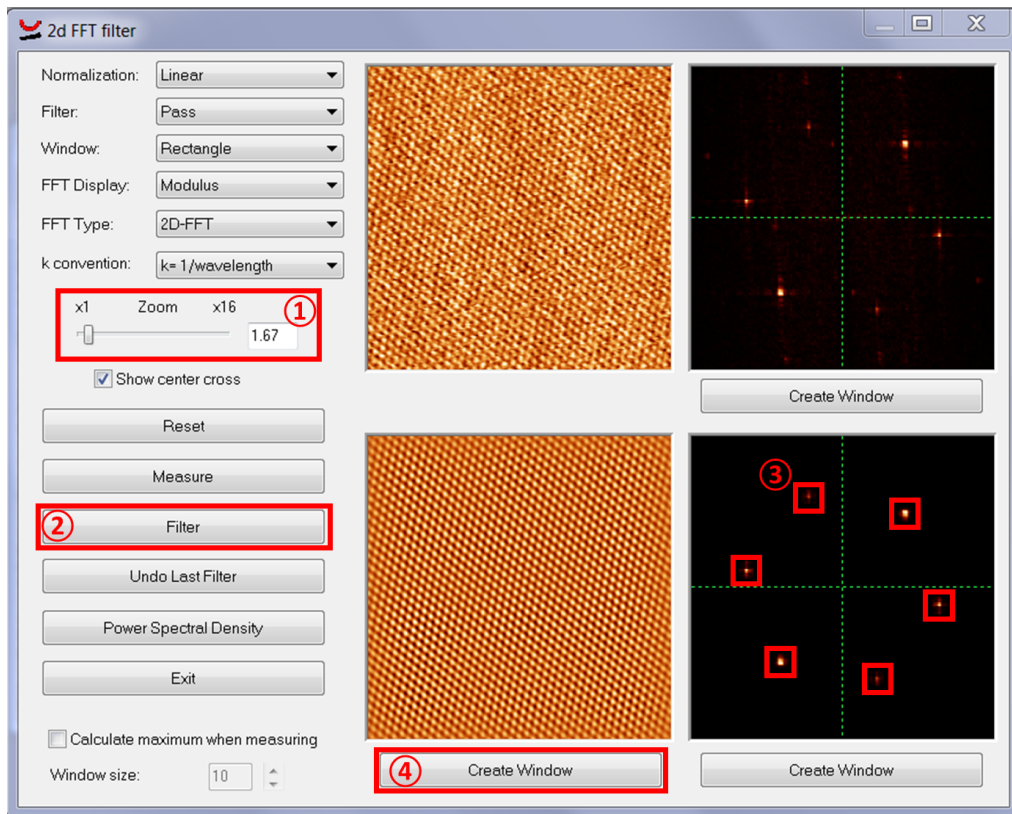 2d FFT filter
Normalization: Linear
Filter: Pass
Window: Rectangle
FFT Display: Modulus
FFT Type: 2D-FFT
k convention: k= 1/wavelength
x1 Zoom x16 ①
1.67
Show center cross
Create Window
Reset
Measure
② Filter
③
Undo Last Filter
Power Spectral Density
Exit
Calculate maximum when measuring
Window size: 10
④ Create Window
Create Window